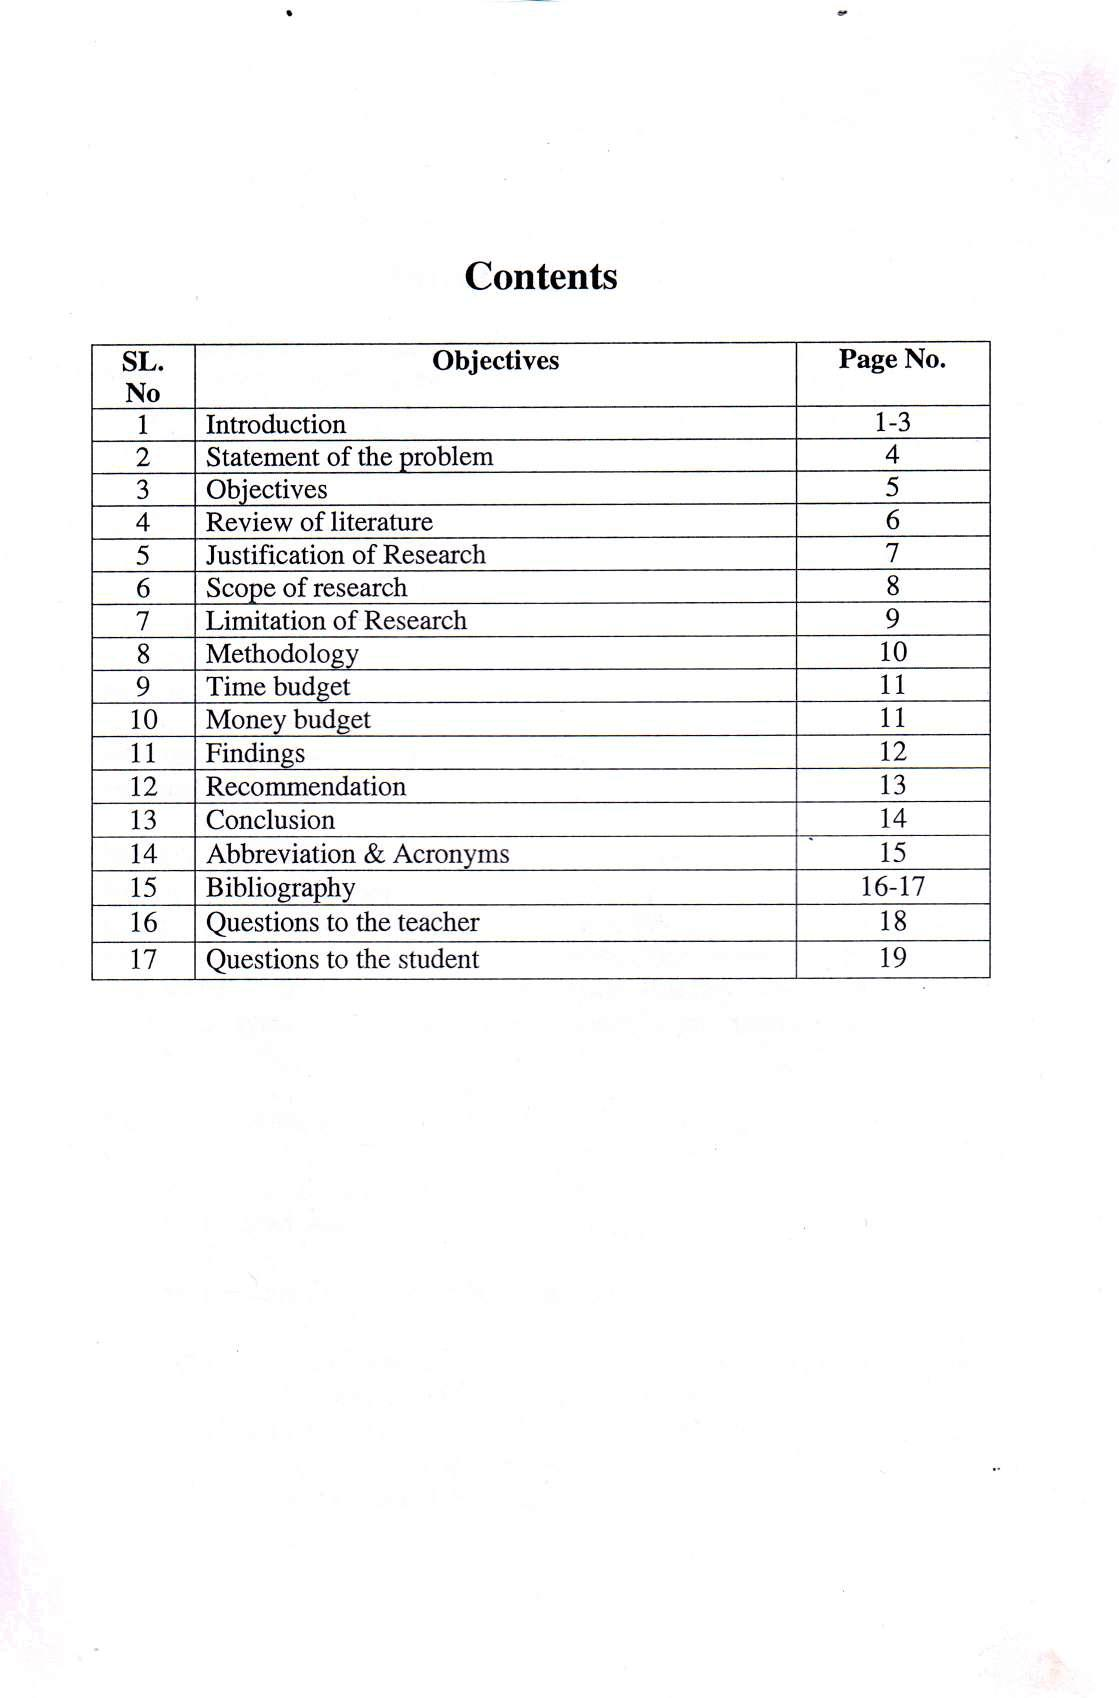 Contents
SL. No Objectives Page No.
1 Introduction 1-3
2 Statement of the problem 4
3 Objectives 5
4 Review of literature 6
5 Justification of Research 7
6 Scope of research 8
7 Limitation of Research 9
8 Methodology 10
9 Time budget 11
10 Money budget 11
11 Findings 12
12 Recommendation 13
13 Conclusion 14
14 Abbreviation & Acronyms 15
15 Bibliography 16-17
16 Questions to the teacher 18
17 Questions to the student 19